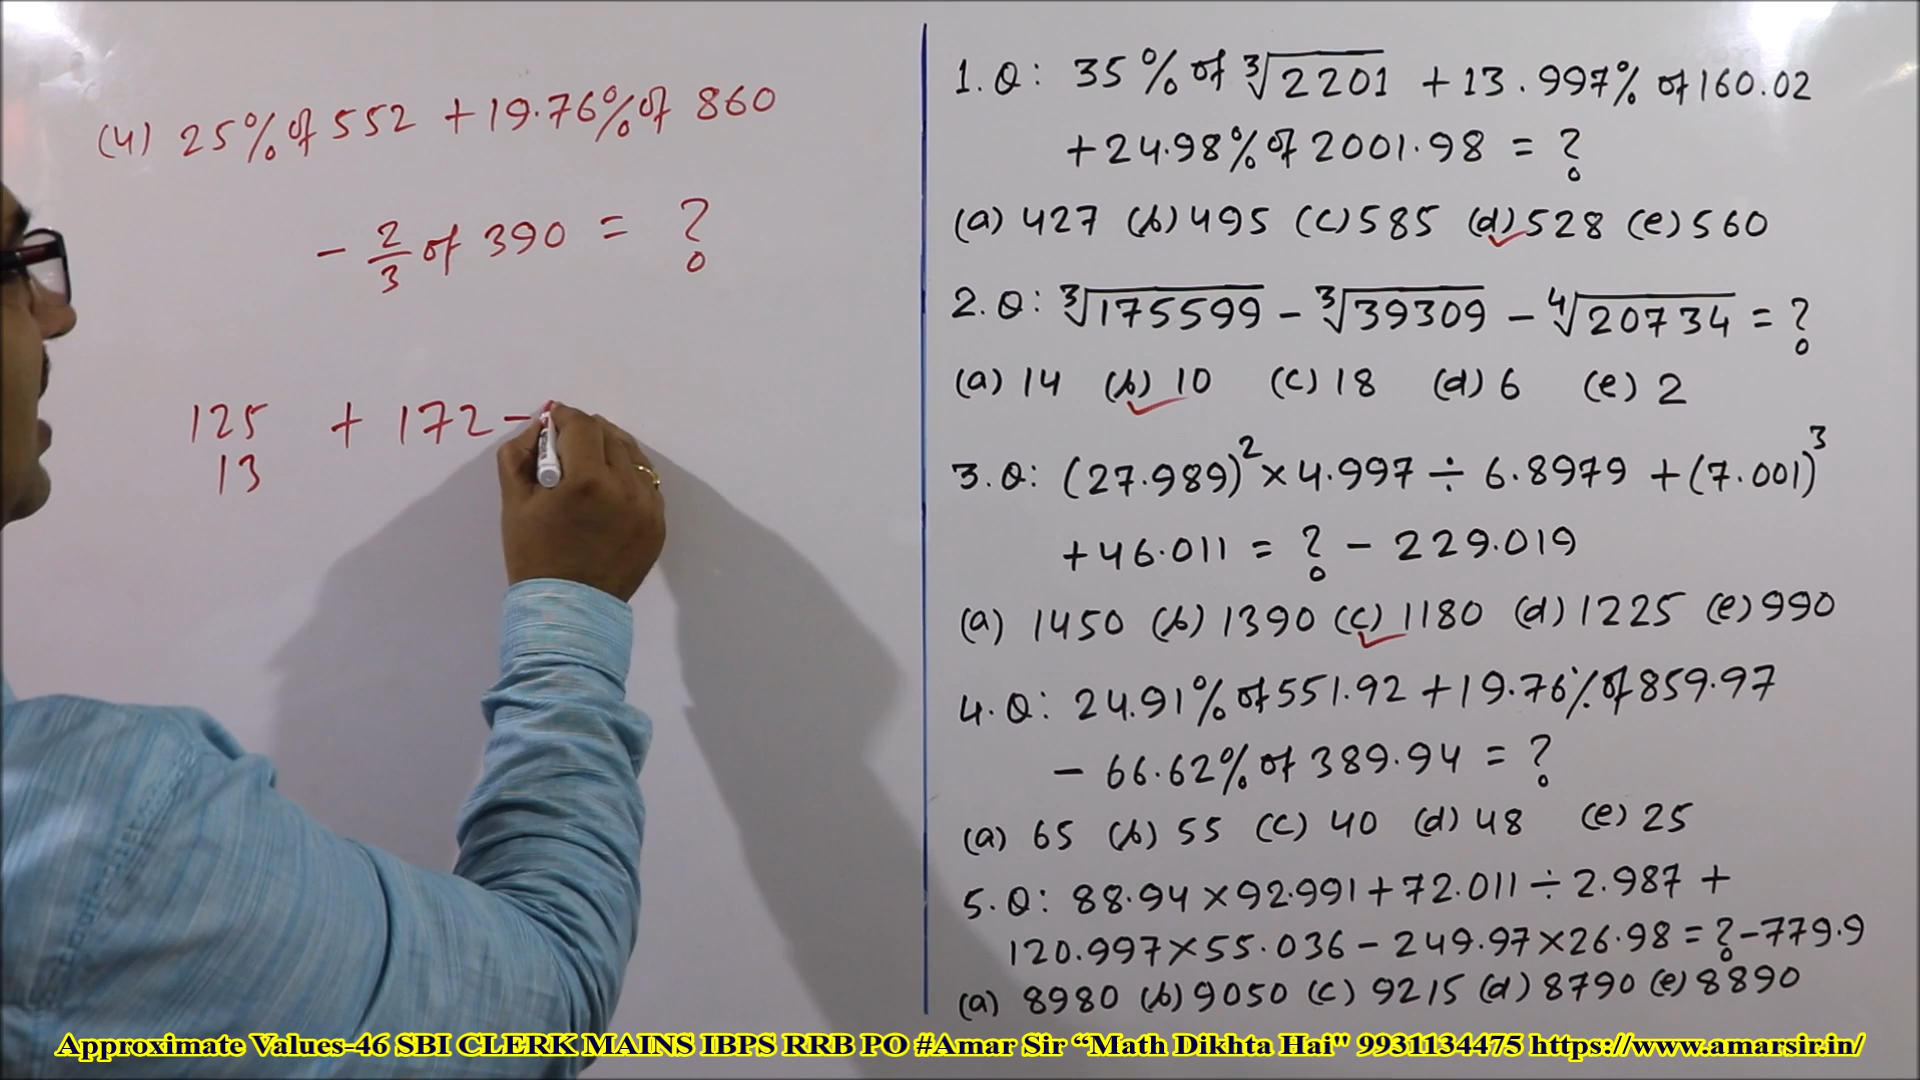 (4) 25% of 552 + 19.76% of 860
- 2/3 of 390 = ?
125 + 172 -
13
1. Q: 35% of ∛2201 + 13.997% of 160.02
+ 24.98% of 2001.98 = ?
(a) 427 (b) 495 (c) 585 (d) 528 (e) 560
2. Q: ∛175599 - ∛39309 - ∜20734 = ?
(a) 14 (b) 10 (c) 18 (d) 6 (e) 2
3. Q: (27.989)² × 4.997 ÷ 6.8979 + (7.001)³
+ 46.011 = ? - 229.019
(a) 1450 (b) 1390 (c) 1180 (d) 1225 (e) 990
4. Q: 24.91% of 551.92 + 19.76% of 859.97
- 66.62% of 389.94 = ?
(a) 65 (b) 55 (c) 40 (d) 48 (e) 25
5. Q: 88.94 × 92.991 + 72.011 ÷ 2.987 +
120.997 × 55.036 - 249.97 × 26.98 = ? - 779.9
(a) 8980 (b) 9050 (c) 9215 (d) 8790 (e) 8890
Approximate Values-46 SBI CLERK MAINS IBPS RRB PO #Amar Sir “Math Dikhta Hai" 9931134475 https://www.amarsir.in/